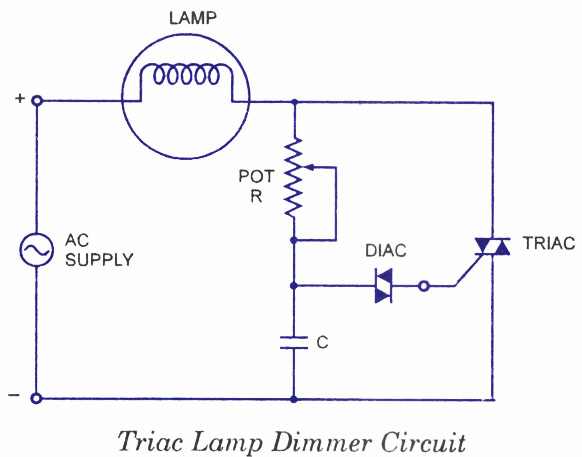 LAMP
+
POT
R
AC
SUPPLY
DIAC
TRIAC
C
–
Triac Lamp Dimmer Circuit